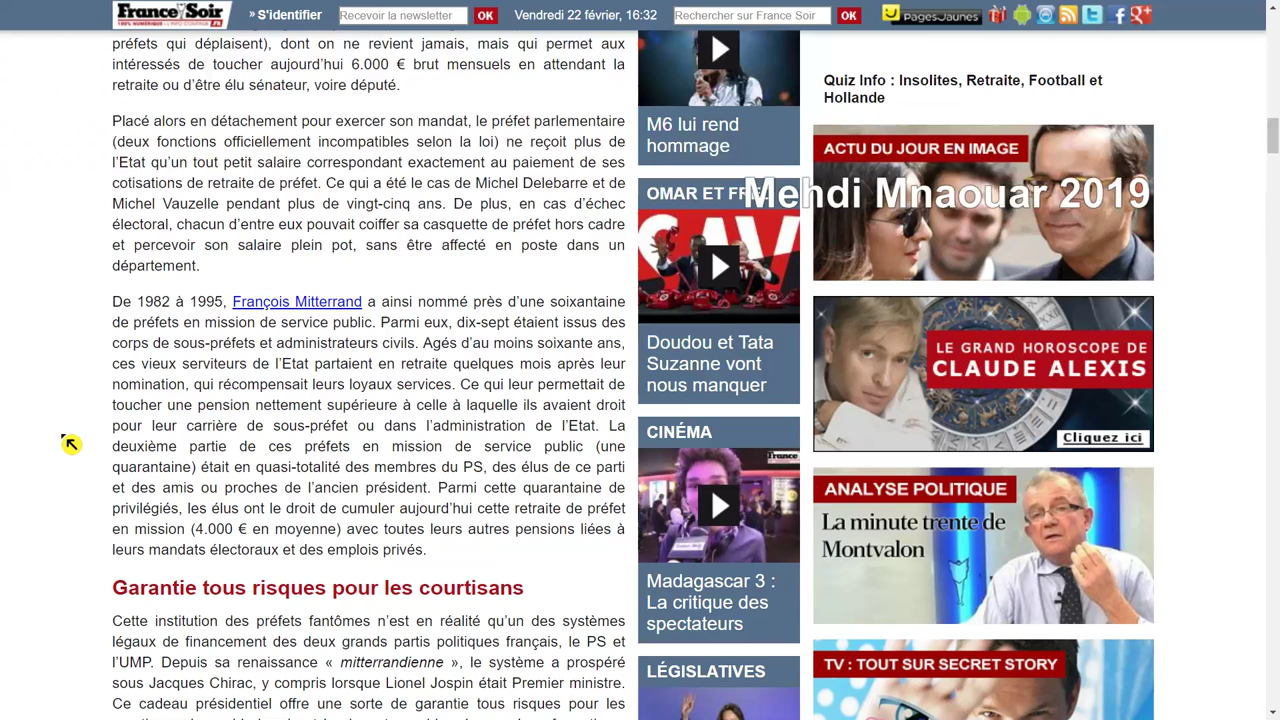 France Soir
100% NUMÉRIQUE
» S'identifier
Recevoir la newsletter
OK
16:32
Rechercher sur France Soir
OK
PagesJaunes
préfets qui déplaisent), dont on ne revient jamais, mais qui permet aux
intéressés de toucher aujourd'hui 6.000 € brut mensuels en attendant la
retraite ou d'être élu sénateur, voire député.
Placé alors en détachement pour exercer son mandat, le préfet parlementaire
(deux fonctions officiellement incompatibles selon la loi) ne reçoit plus de
l'Etat qu'un tout petit salaire correspondant exactement au paiement de ses
cotisations de retraite de préfet. Ce qui a été le cas de Michel Delebarre et de
Michel Vauzelle pendant plus de vingt-cinq ans. De plus, en cas d'échec
électoral, chacun d'entre eux pouvait coiffer sa casquette de préfet hors cadre
et percevoir son salaire plein pot, sans être affecté en poste dans un
département.
De 1982 à 1995, François Mitterrand a ainsi nommé près d'une soixantaine
de préfets en mission de service public. Parmi eux, dix-sept étaient issus des
corps de sous-préfets et administrateurs civils. Agés d'au moins soixante ans,
ces vieux serviteurs de l'Etat partaient en retraite quelques mois après leur
nomination, qui récompensait leurs loyaux services. Ce qui leur permettait de
toucher une pension nettement supérieure à celle à laquelle ils avaient droit
pour leur carrière de sous-préfet ou dans l'administration de l'Etat. La
deuxième partie de ces préfets en mission de service public (une
quarantaine) était en quasi-totalité des membres du PS, des élus de ce parti
et des amis ou proches de l'ancien président. Parmi cette quarantaine de
privilégiés, les élus ont le droit de cumuler aujourd'hui cette retraite de préfet
en mission (4.000 € en moyenne) avec toutes leurs autres pensions liées à
leurs mandats électoraux et des emplois privés.
Garantie tous risques pour les courtisans
Cette institution des préfets fantômes n'est en réalité qu'un des systèmes
légaux de financement des deux grands partis politiques français, le PS et
l'UMP. Depuis sa renaissance « mitterrandienne », le système a prospéré
sous Jacques Chirac, y compris lorsque Lionel Jospin était Premier ministre.
Ce cadeau présidentiel offre une sorte de garantie tous risques pour les
M6 lui rend
hommage
OMAR ET
Doudou et Tata
Suzanne vont
nous manquer
CINÉMA
France
Madagascar 3 :
La critique des
spectateurs
LÉGISLATIVES
Quiz Info : Insolites, Retraite, Football et
Hollande
ACTU DU JOUR EN IMAGE
Mehdi Mnaouar 2019
LE GRAND HOROSCOPE DE
CLAUDE ALEXIS
Cliquez ici
ANALYSE POLITIQUE
La minute trente de
Montvalon
TV : TOUT SUR SECRET STORY